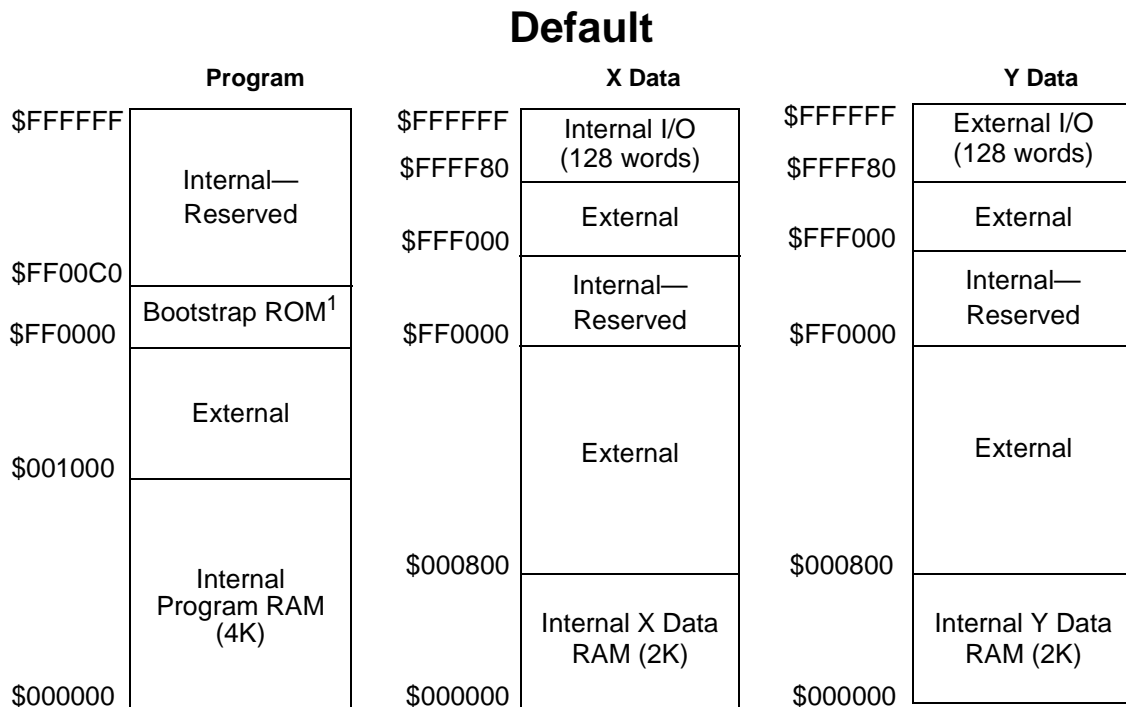 Default
Program
$FFFFFF
Internal—
Reserved
$FF00C0
Bootstrap ROM1
$FF0000
External
$001000
Internal
Program RAM
(4K)
$000000
X Data
$FFFFFF
Internal I/O
(128 words)
$FFFF80
External
$FFF000
Internal—
Reserved
$FF0000
External
$000800
Internal X Data
RAM (2K)
$000000
Y Data
$FFFFFF
External I/O
(128 words)
$FFFF80
External
$FFF000
Internal—
Reserved
$FF0000
External
$000800
Internal Y Data
RAM (2K)
$000000